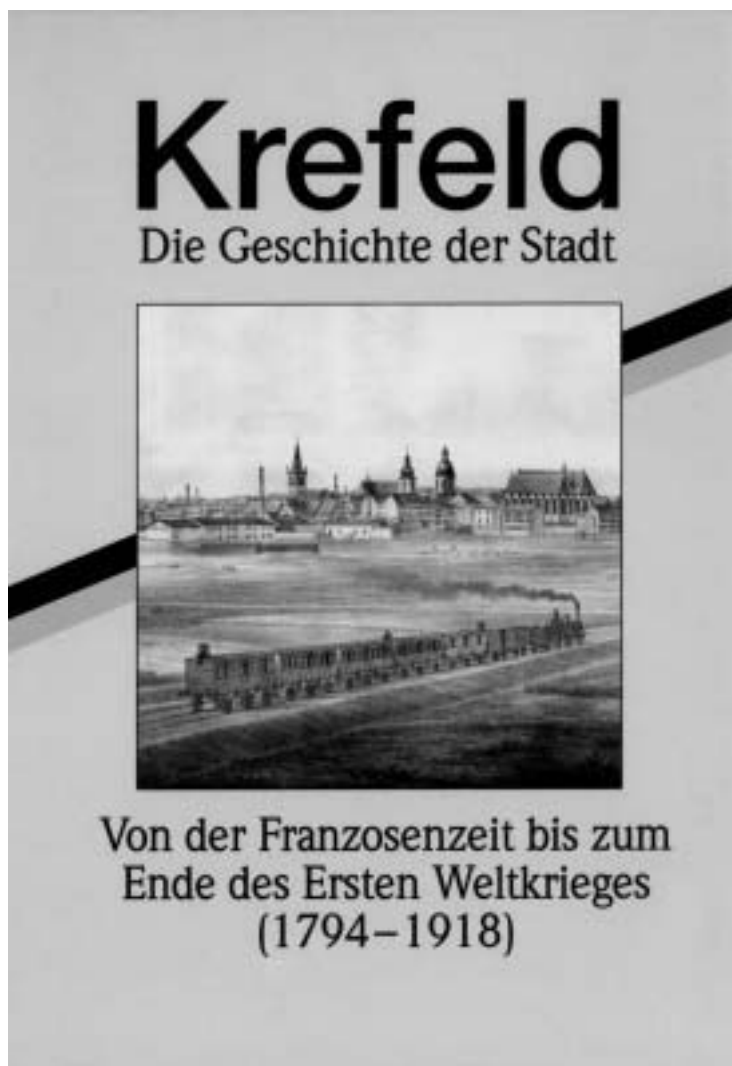 Krefeld
Die Geschichte der Stadt
Von der Franzosenzeit bis zum
Ende des Ersten Weltkrieges
(1794–1918)